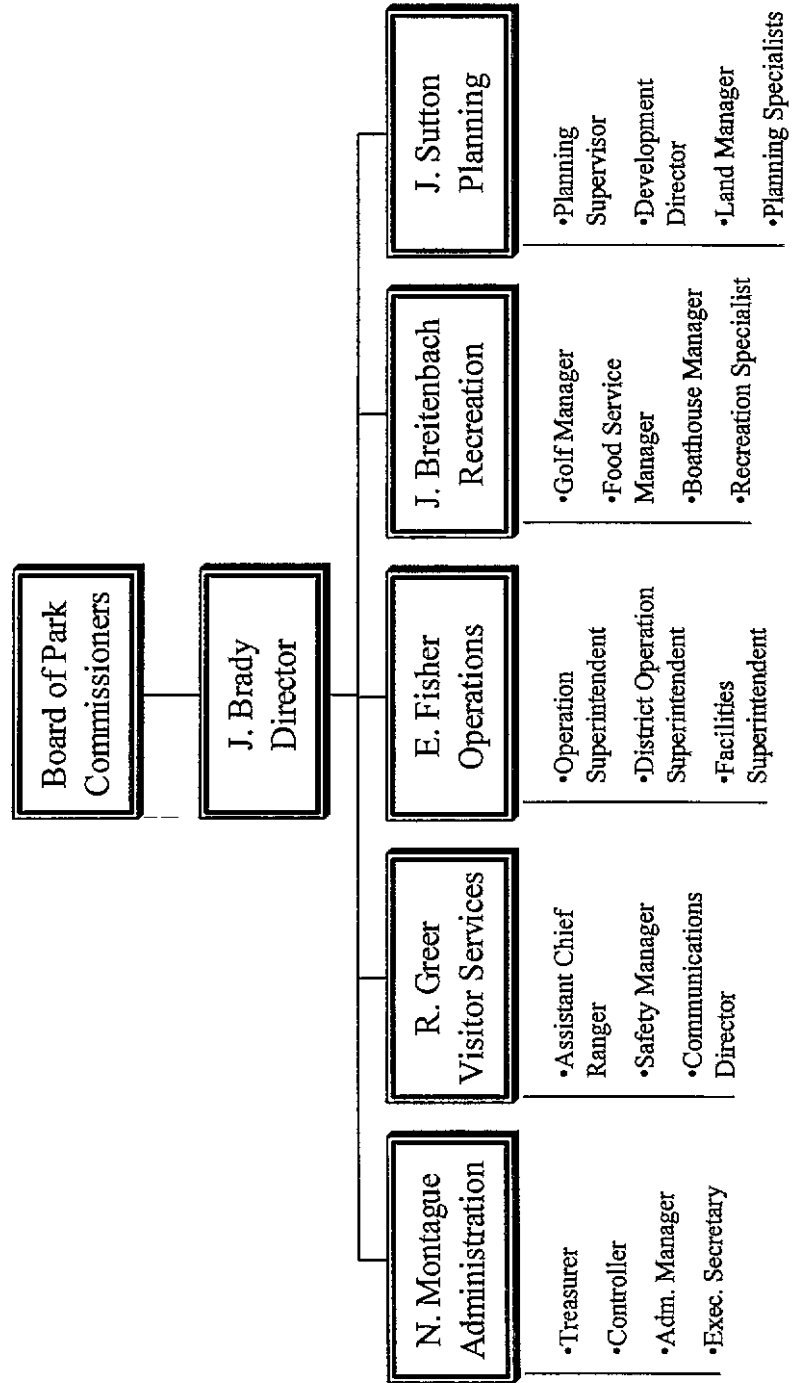 Board of Park
Commissioners
J. Brady
Director
N. Montague
Administration
•Treasurer
•Controller
•Adm. Manager
•Exec. Secretary
R. Greer
Visitor Services
•Assistant Chief
Ranger
•Safety Manager
•Communications
Director
E. Fisher
Operations
•Operation
Superintendent
•District Operation
Superintendent
•Facilities
Superintendent
J. Breitenbach
Recreation
•Golf Manager
•Food Service
Manager
•Boathouse Manager
•Recreation Specialist
J. Sutton
Planning
•Planning
Supervisor
•Development
Director
•Land Manager
•Planning Specialists